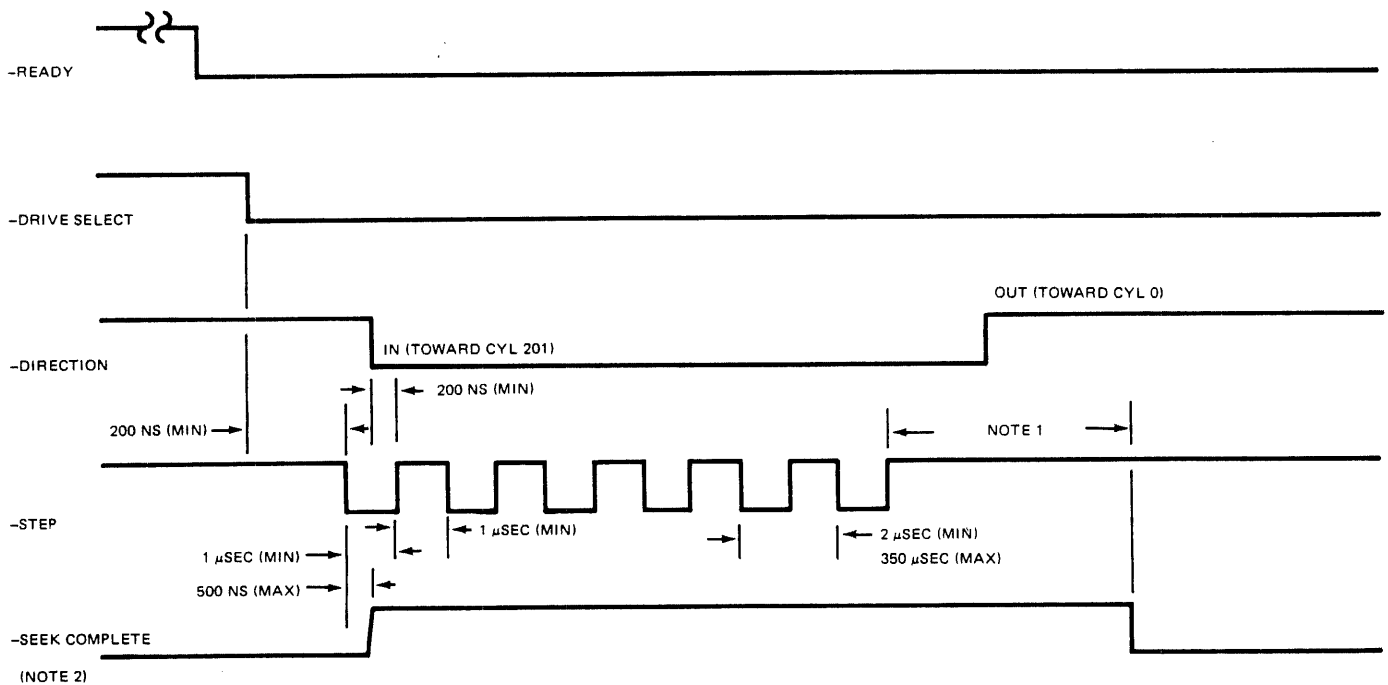 -READY
-DRIVE SELECT
OUT (TOWARD CYL 0)
IN (TOWARD CYL 201)
-DIRECTION
200 NS (MIN)
200 NS (MIN)
NOTE 1
-STEP
1 µSEC (MIN)
2 µSEC (MIN)
1 µSEC (MIN)
350 µSEC (MAX)
500 NS (MAX)
-SEEK COMPLETE
(NOTE 2)